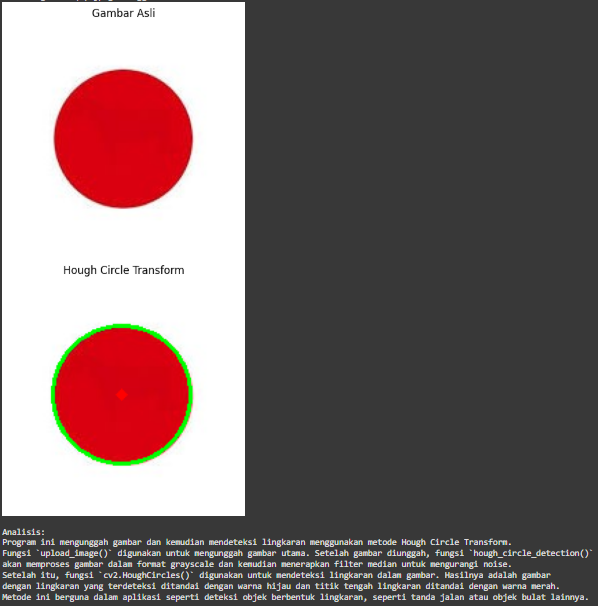 Gambar Asli
Hough Circle Transform
Analisis:
Program ini mengunggah gambar dan kemudian mendeteksi lingkaran menggunakan metode Hough Circle Transform.
Fungsi `upload_image()` digunakan untuk mengunggah gambar utama. Setelah gambar diunggah, fungsi `hough_circle_detection()`
akan memproses gambar dalam format grayscale dan kemudian menerapkan filter median untuk mengurangi noise.
Setelah itu, fungsi `cv2.HoughCircles()` digunakan untuk mendeteksi lingkaran dalam gambar. Hasilnya adalah gambar
dengan lingkaran yang terdeteksi ditandai dengan warna hijau dan titik tengah lingkaran ditandai dengan warna merah.
Metode ini berguna dalam aplikasi seperti deteksi objek berbentuk lingkaran, seperti tanda jalan atau objek bulat lainnya.